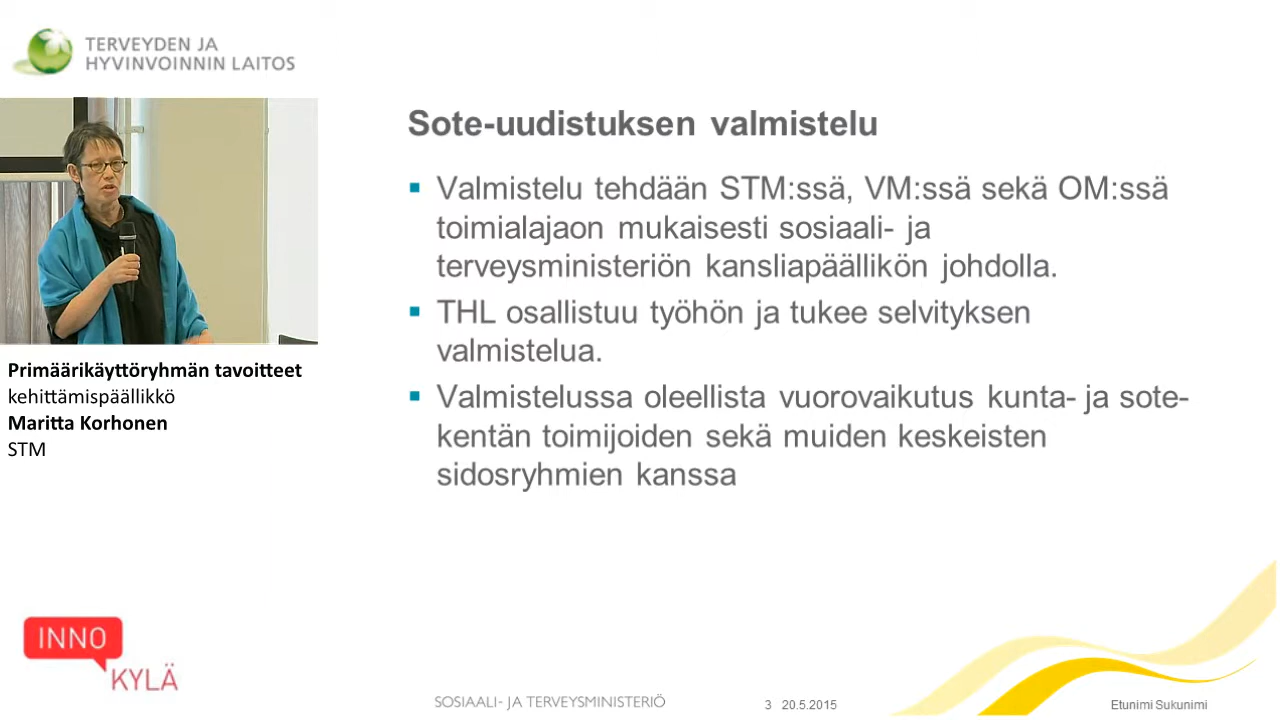 TERVEYDEN JA
HYVINVOINNIN LAITOS
Sote-uudistuksen valmistelu
Valmistelu tehdään STM:ssä, VM:ssä sekä OM:ssä
toimialajaon mukaisesti sosiaali- ja
terveysministeriön kansliapäällikön johdolla.
THL osallistuu työhön ja tukee selvityksen
valmistelua.
Valmistelussa oleellista vuorovaikutus kunta- ja sote-
kentän toimijoiden sekä muiden keskeisten
sidosryhmien kanssa
Primäärikäyttöryhmän tavoitteet
kehittämispäällikkö
Maritta Korhonen
STM
INNO
KYLÄ
SOSIAALI- JA TERVEYSMINISTERIÖ
3 20.5.2015
Etunimi Sukunimi